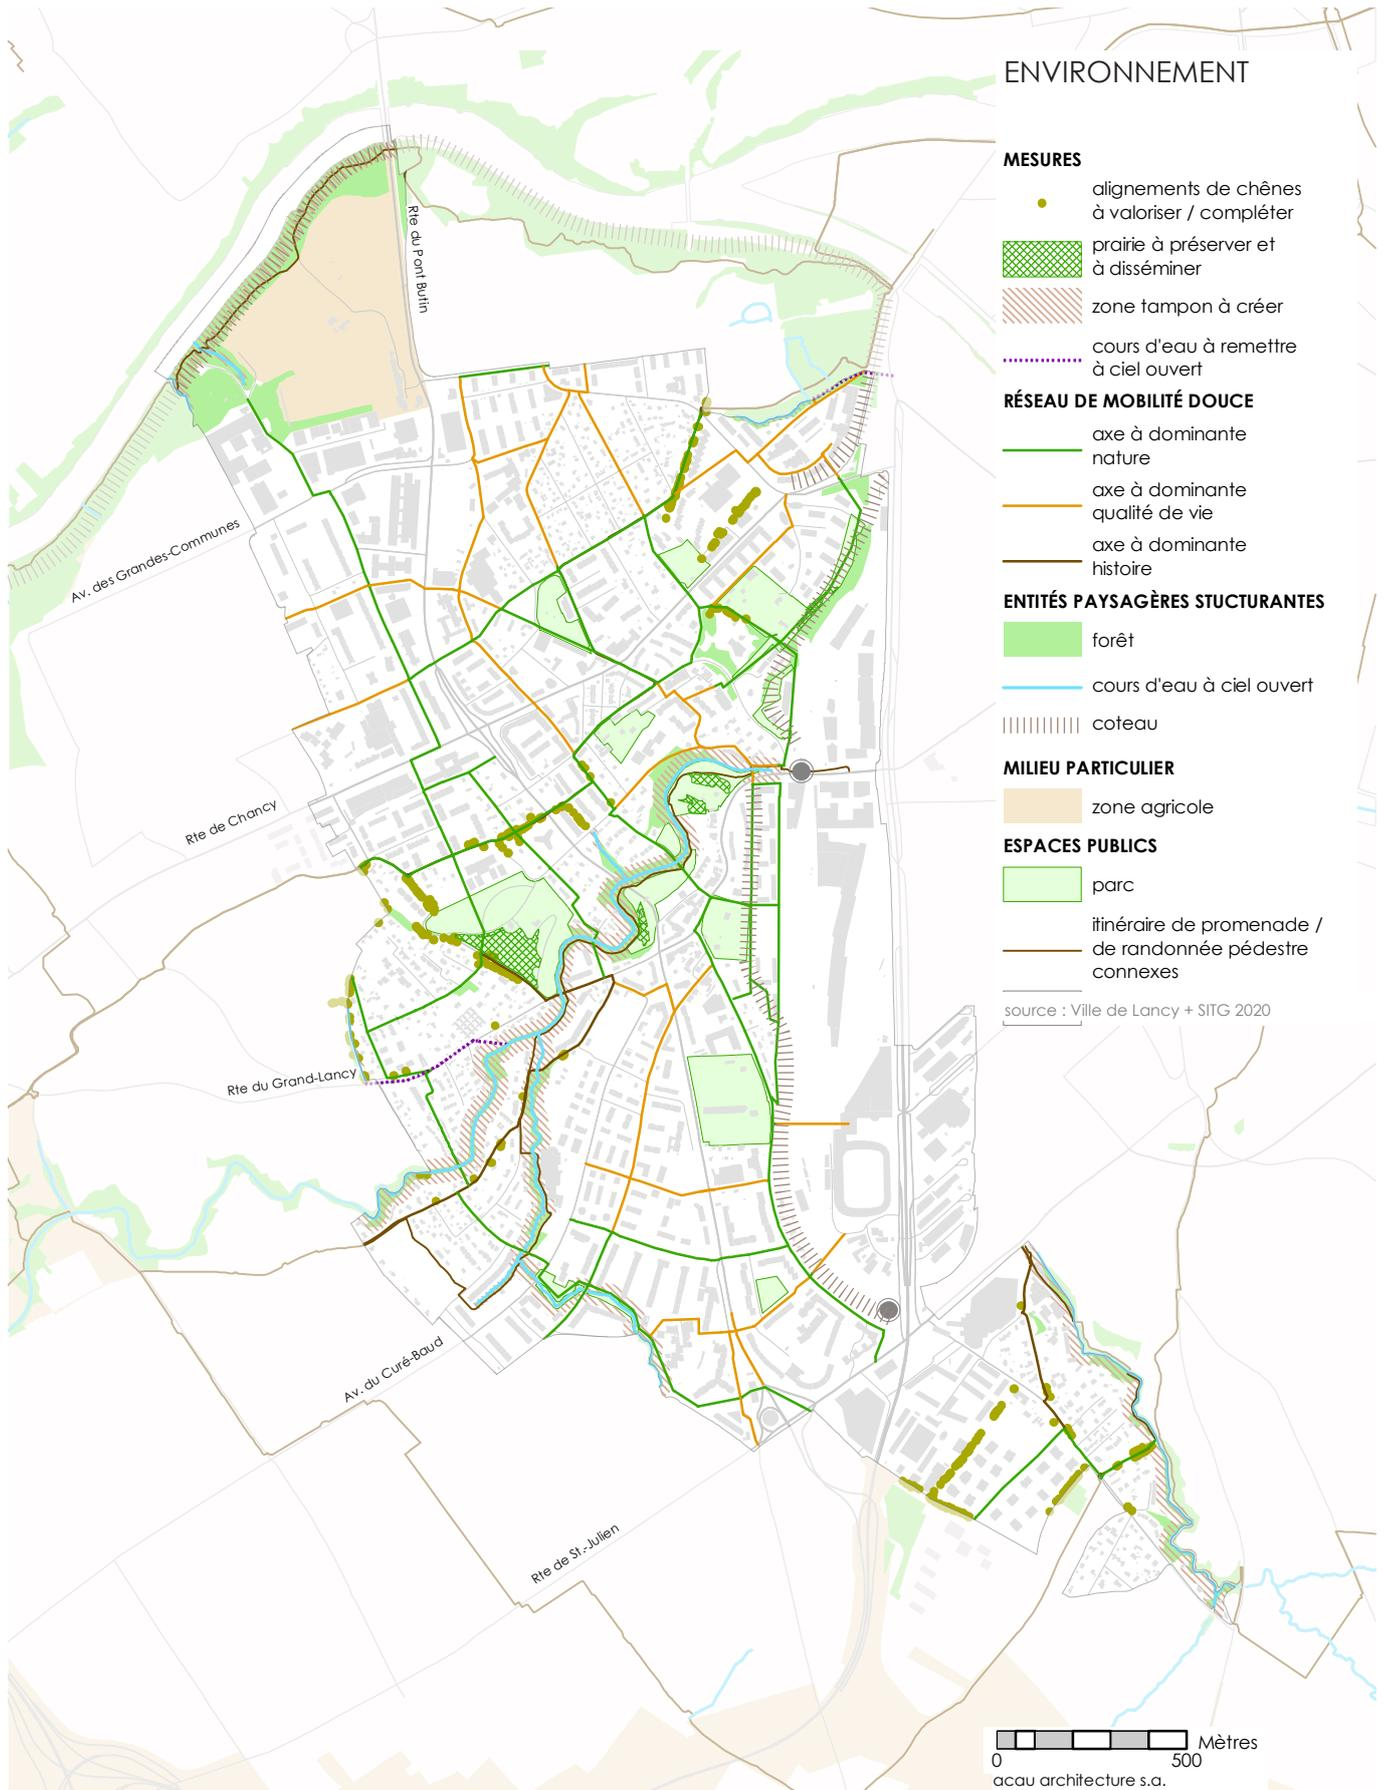 ENVIRONNEMENT
MESURES
alignements de chênes
à valoriser / compléter
prairie à préserver et
à disséminer
zone tampon à créer
cours d'eau à remettre
à ciel ouvert
RÉSEAU DE MOBILITÉ DOUCE
axe à dominante
nature
axe à dominante
qualité de vie
axe à dominante
histoire
ENTITÉS PAYSAGÈRES STUCTURANTES
forêt
cours d'eau à ciel ouvert
coteau
MILIEU PARTICULIER
zone agricole
ESPACES PUBLICS
parc
itinéraire de promenade /
de randonnée pédestre
connexes
source : Ville de Lancy + SITG 2020
Rte du Pont Butin
Av. des Grandes-Communes
Rte de Chancy
Rte du Grand-Lancy
Av. du Curé-Baud
Rte de St.-Julien
Mètres
0 500
acau architecture s.a.